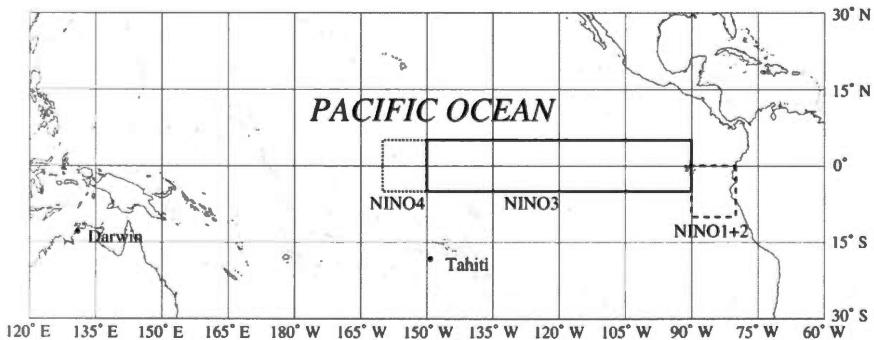 30° N
15° N
PACIFIC OCEAN
0°
NINO4
NINO3
NINO1+2
Darwin
15° S
Tahiti
30° S
120° E 135° E 150° E 165° E 180° W 165° W 150° W 135° W 120° W 105° W 90° W 75° W 60° W